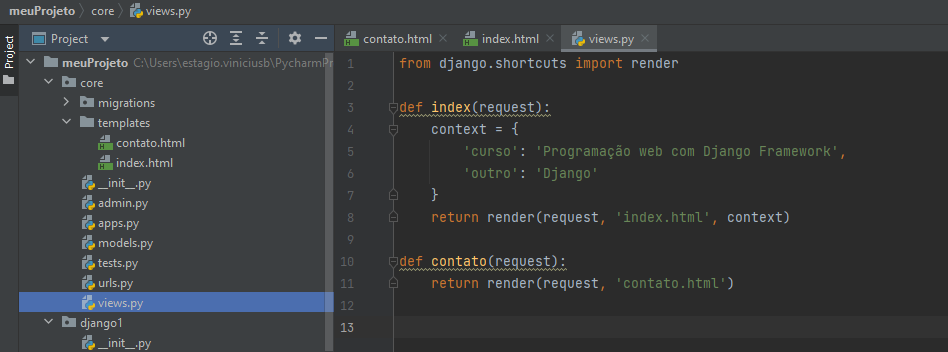 meuProjeto › core › views.py
Project
Project
meuProjeto C:\Users\estagio.viniciusb\PycharmPr
core
migrations
templates
contato.html
index.html
__init__.py
admin.py
apps.py
models.py
tests.py
urls.py
views.py
django1
__init__.py
contato.html
index.html
views.py
1 from django.shortcuts import render
2
3 def index(request):
4     context = {
5         'curso': 'Programação web com Django Framework',
6         'outro': 'Django'
7     }
8     return render(request, 'index.html', context)
9
10 def contato(request):
11     return render(request, 'contato.html')
12
13